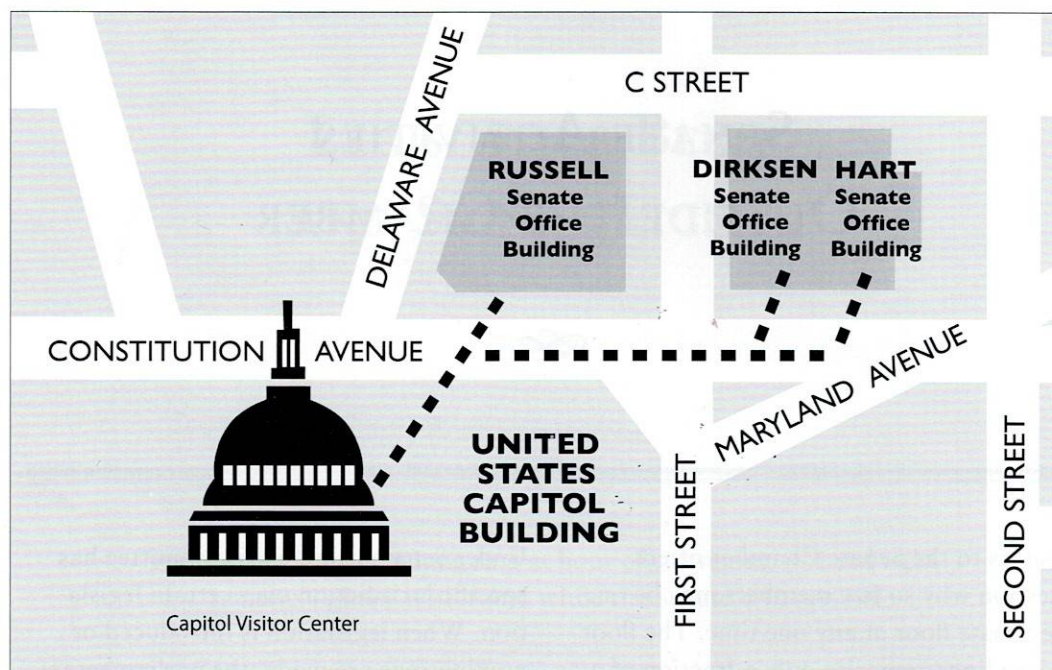 C STREET
DELAWARE AVENUE
RUSSELL
Senate
Office
Building
DIRKSEN
Senate
Office
Building
HART
Senate
Office
Building
CONSTITUTION AVENUE
MARYLAND AVENUE
UNITED
STATES
CAPITOL
BUILDING
FIRST STREET
SECOND STREET
Capitol Visitor Center